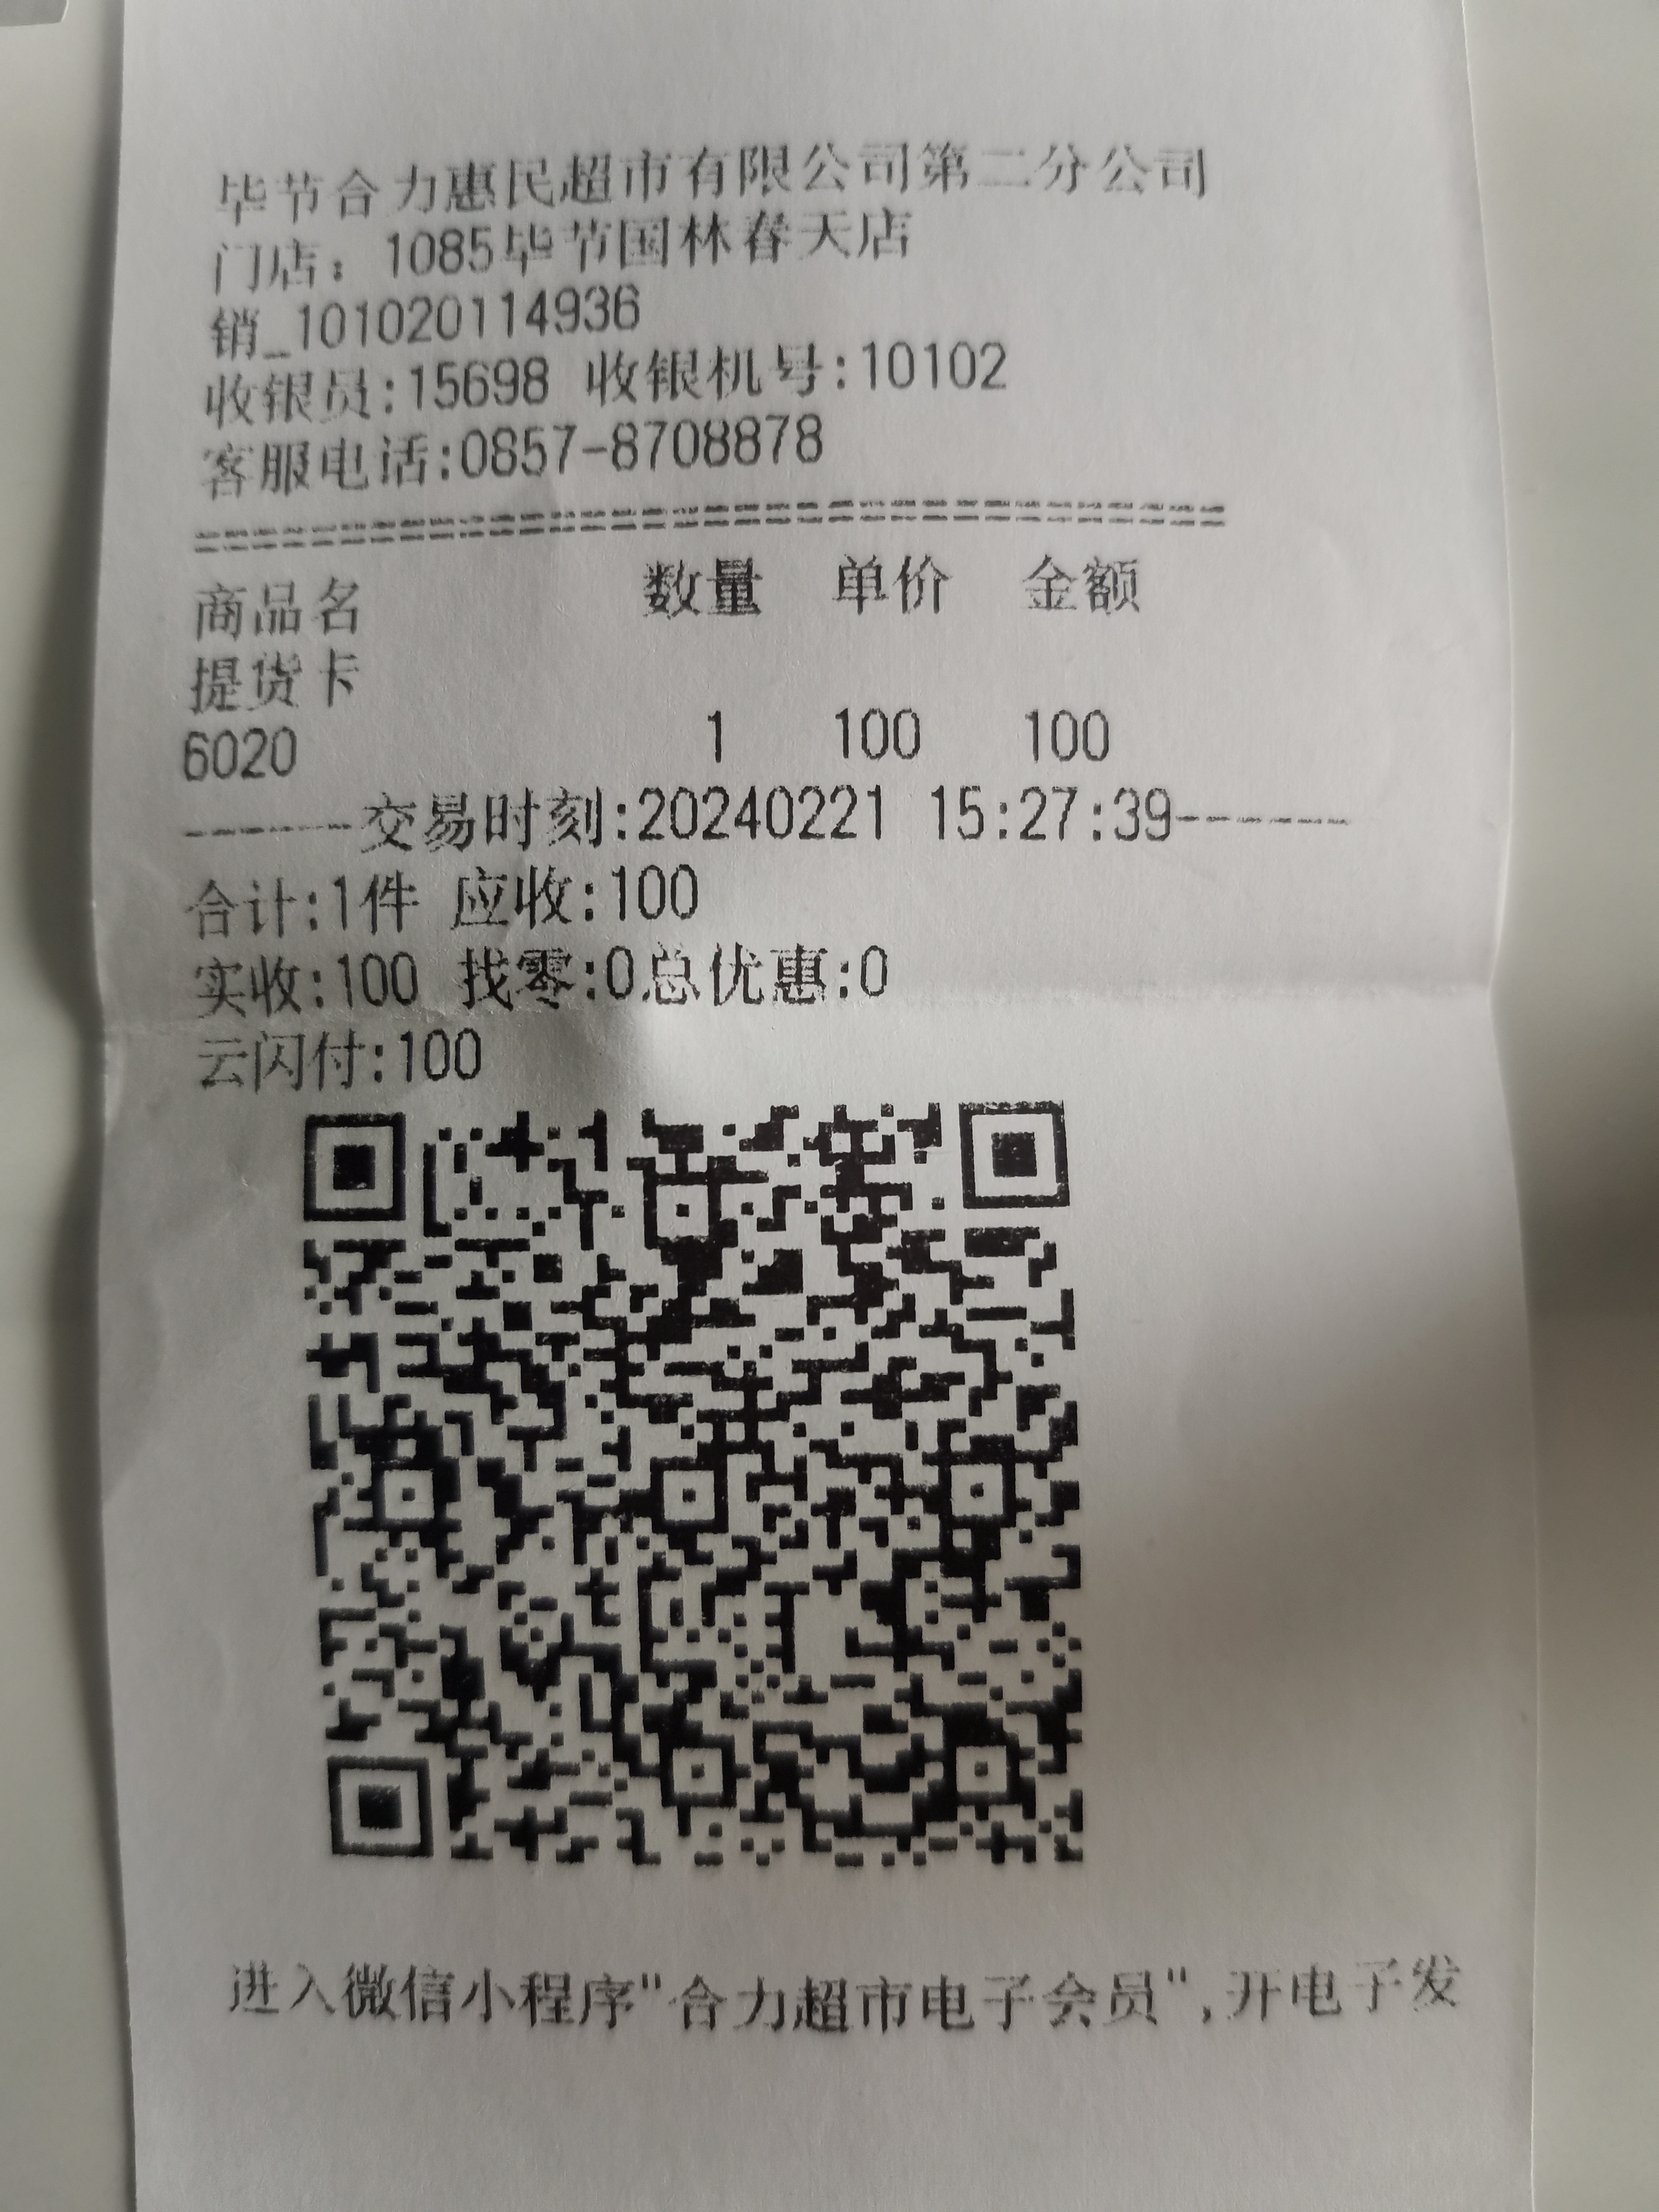 毕节合力惠民超市有限公司第二分公司
门店：1085毕节国林春天店
销_101020114936
收银员:15698 收银机号:10102
客服电话:0857-8708878
===================================
商品名 数量 单价 金额
提货卡
6020 1 100 100
------交易时刻:20240221 15:27:39------
合计:1件 应收:100
实收:100 找零:0总优惠:0
云闪付:100
进入微信小程序"合力超市电子会员",开电子发